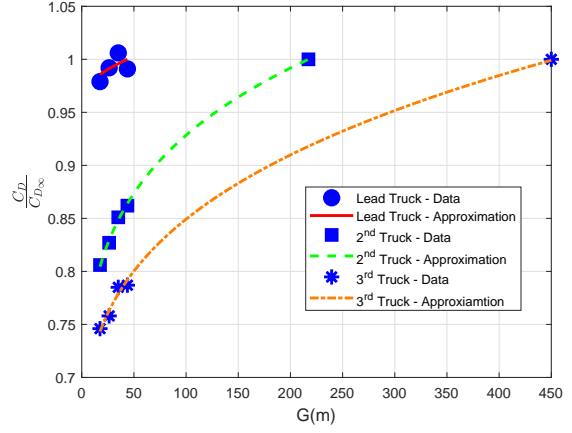 1.05
1
0.95
0.9
0.85
0.8
0.75
0.7
C_D
C_{D∞}
0 50 100 150 200 250 300 350 400 450
G(m)
Lead Truck - Data
Lead Truck - Approximation
2nd Truck - Data
2nd Truck - Approximation
3rd Truck - Data
3rd Truck - Approxiamtion